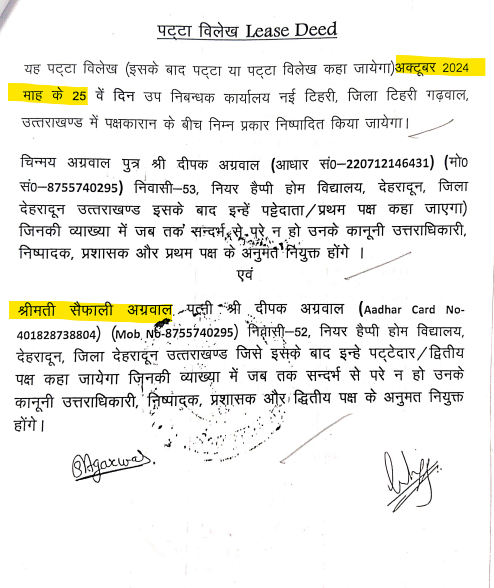 पट्टा विलेख Lease Deed
यह पट्टा विलेख (इसके बाद पट्टा या पट्टा विलेख कहा जायेगा)अक्टूबर 2024
माह के 25 वें दिन उप निबन्धक कार्यालय नई टिहरी, जिला टिहरी गढ़वाल,
उत्तराखण्ड में पक्षकारान के बीच निम्न प्रकार निष्पादित किया जायेगा।
चिन्मय अग्रवाल पुत्र श्री दीपक अग्रवाल (आधार सं0–220712146431) (मो0
सं0–8755740295) निवासी–53, नियर हैप्पी होम विद्यालय, देहरादून, जिला
देहरादून उत्तराखण्ड इसके बाद इन्हें पट्टेदाता/प्रथम पक्ष कहा जाएगा)
जिनकी व्याख्या में जब तक सन्दर्भ से परे न हो उनके कानूनी उत्तराधिकारी,
निष्पादक, प्रशासक और प्रथम पक्ष के अनुमत नियुक्त होंगे ।
एवं
श्रीमती सैफाली अग्रवाल पत्नी श्री दीपक अग्रवाल (Aadhar Card No-
401828738804) (Mob. No-8755740295) निवासी–52, नियर हैप्पी होम विद्यालय,
देहरादून, जिला देहरादून उत्तराखण्ड जिसे इसके बाद इन्हे पट्टेदार/द्वितीय
पक्ष कहा जायेगा जिनकी व्याख्या में जब तक सन्दर्भ से परे न हो उनके
कानूनी उत्तराधिकारी, निष्पादक, प्रशासक और द्वितीय पक्ष के अनुमत नियुक्त
होंगे।
SAgarwal.